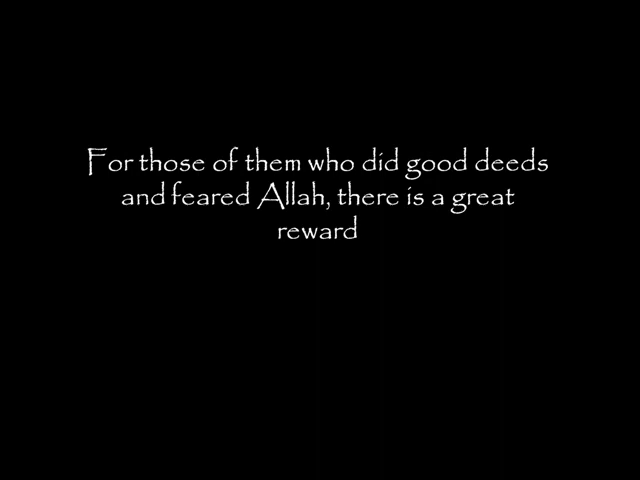 For those of them who did good deeds
and feared Allah, there is a great
reward